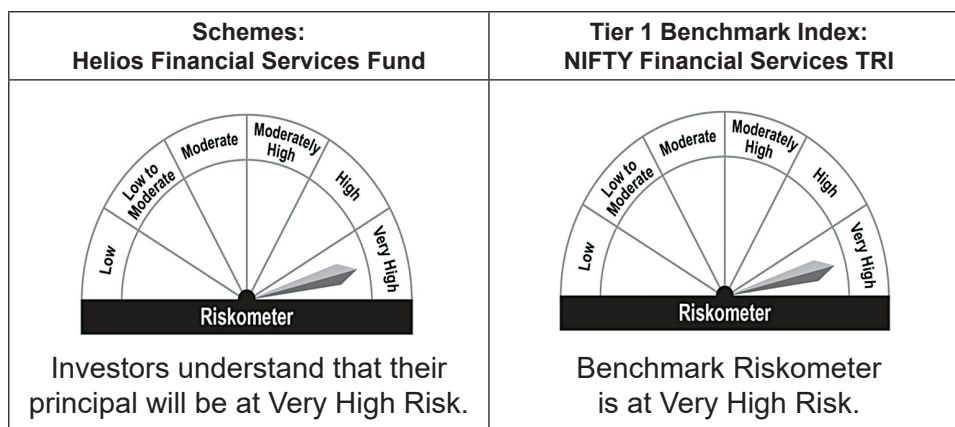 Schemes:
Helios Financial Services Fund
Low
Low to
Moderate
Moderate
Moderately
High
High
Very High
Riskometer
Investors understand that their
principal will be at Very High Risk.
Tier 1 Benchmark Index:
NIFTY Financial Services TRI
Low
Low to
Moderate
Moderate
Moderately
High
High
Very High
Riskometer
Benchmark Riskometer
is at Very High Risk.